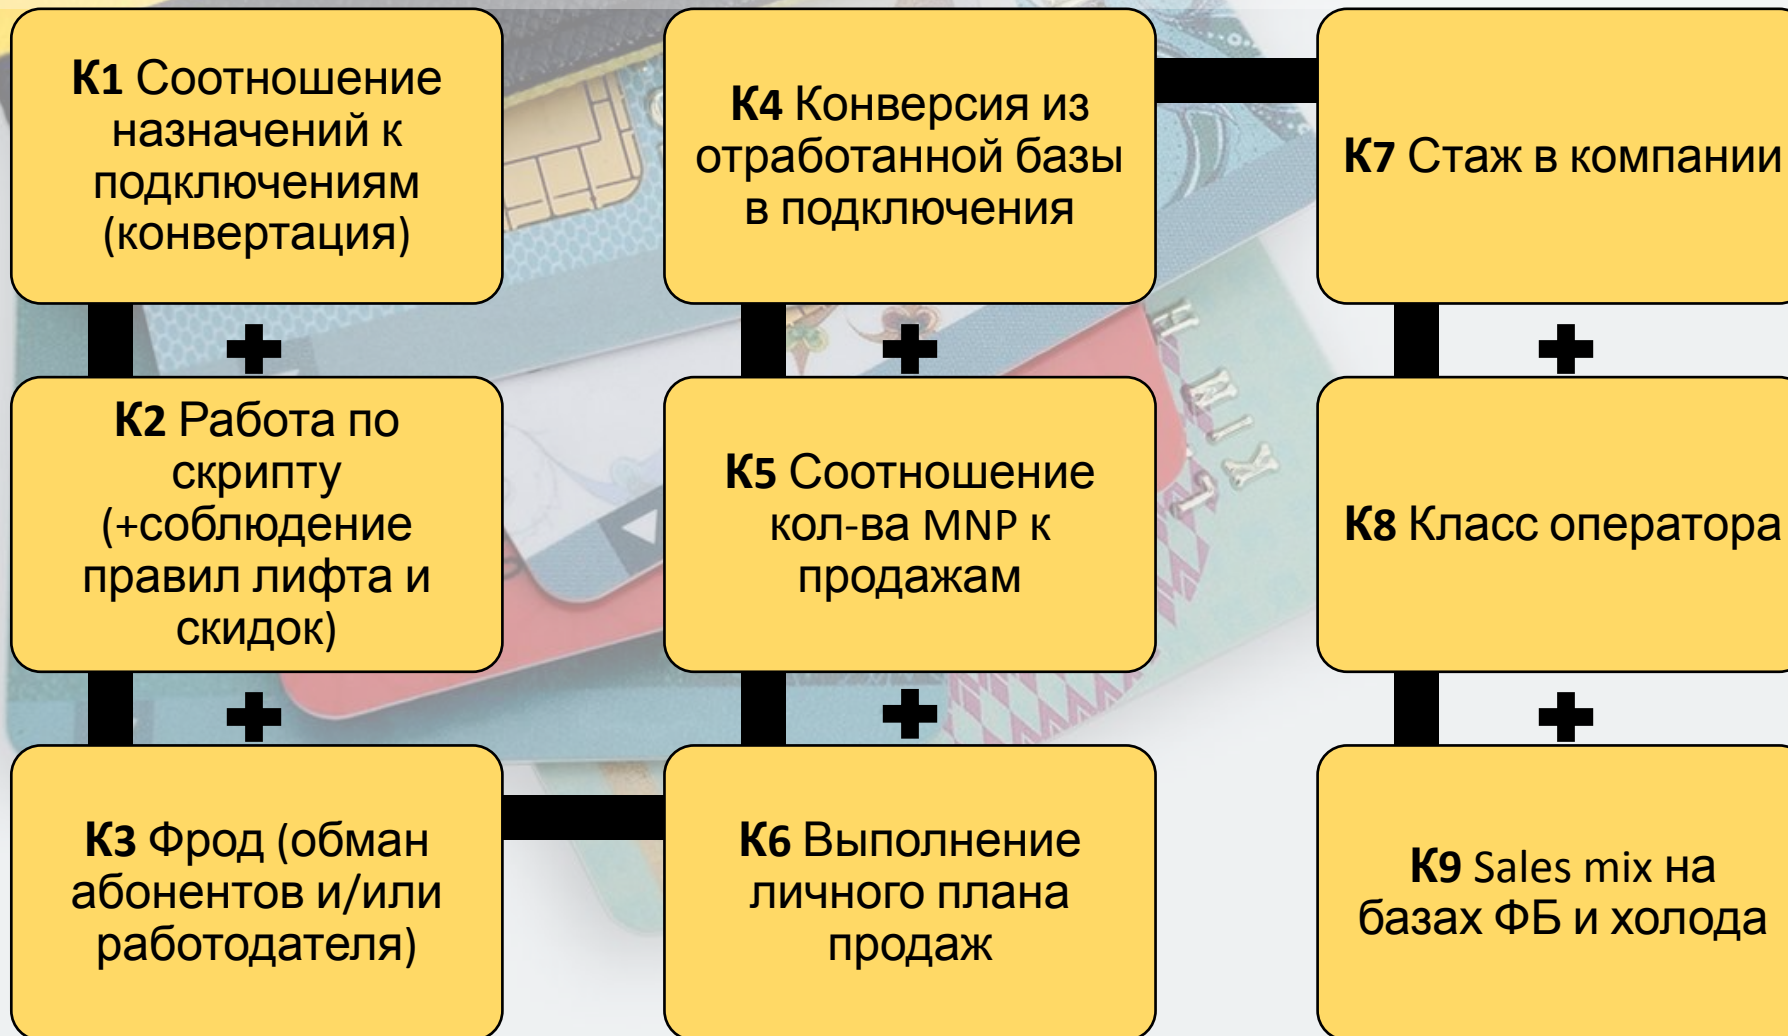 К1 Соотношение
назначений к
подключениям
(конвертация)
К2 Работа по
скрипту
(+соблюдение
правил лифта и
скидок)
К3 Фрод (обман
абонентов и/или
работодателя)
К4 Конверсия из
отработанной базы
в подключения
К5 Соотношение
кол-ва MNP к
продажам
К6 Выполнение
личного плана
продаж
К7 Стаж в компании
К8 Класс оператора
К9 Sales mix на
базах ФБ и холода